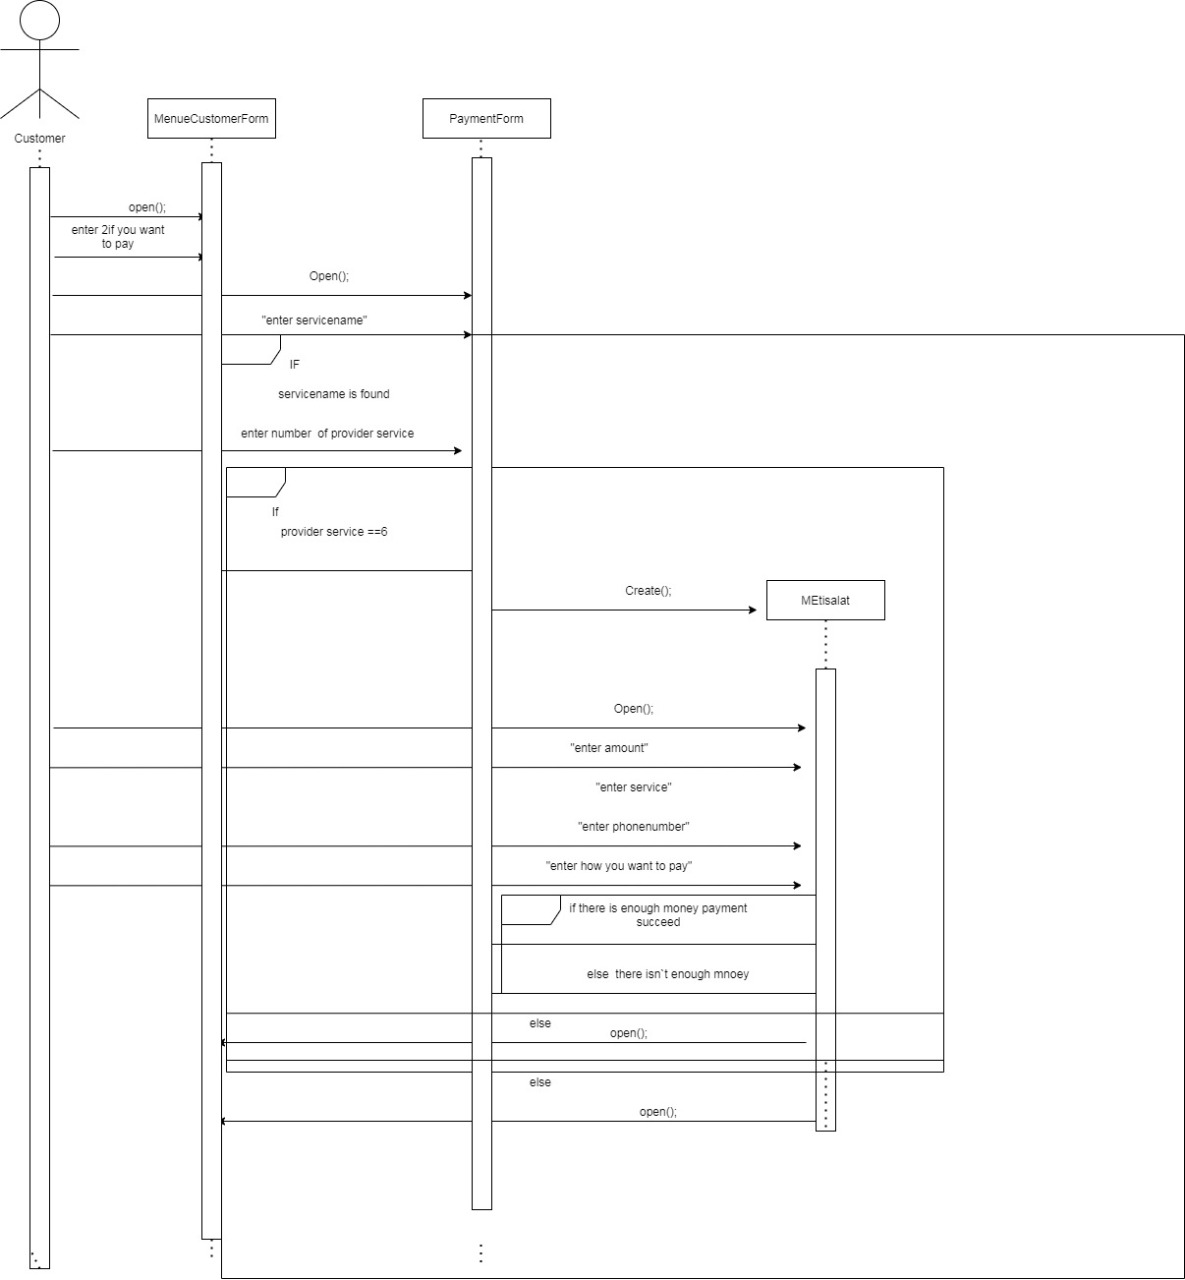 Customer
MenueCustomerForm
PaymentForm
open();
enter 2if you want
to pay
Open();
"enter servicename"
IF
servicename is found
enter number of provider service
If
provider service ==6
Create();
MEtisalat
Open();
"enter amount"
"enter service"
"enter phonenumber"
"enter how you want to pay"
if there is enough money payment
succeed
else there isn`t enough mnoey
else
open();
else
open();